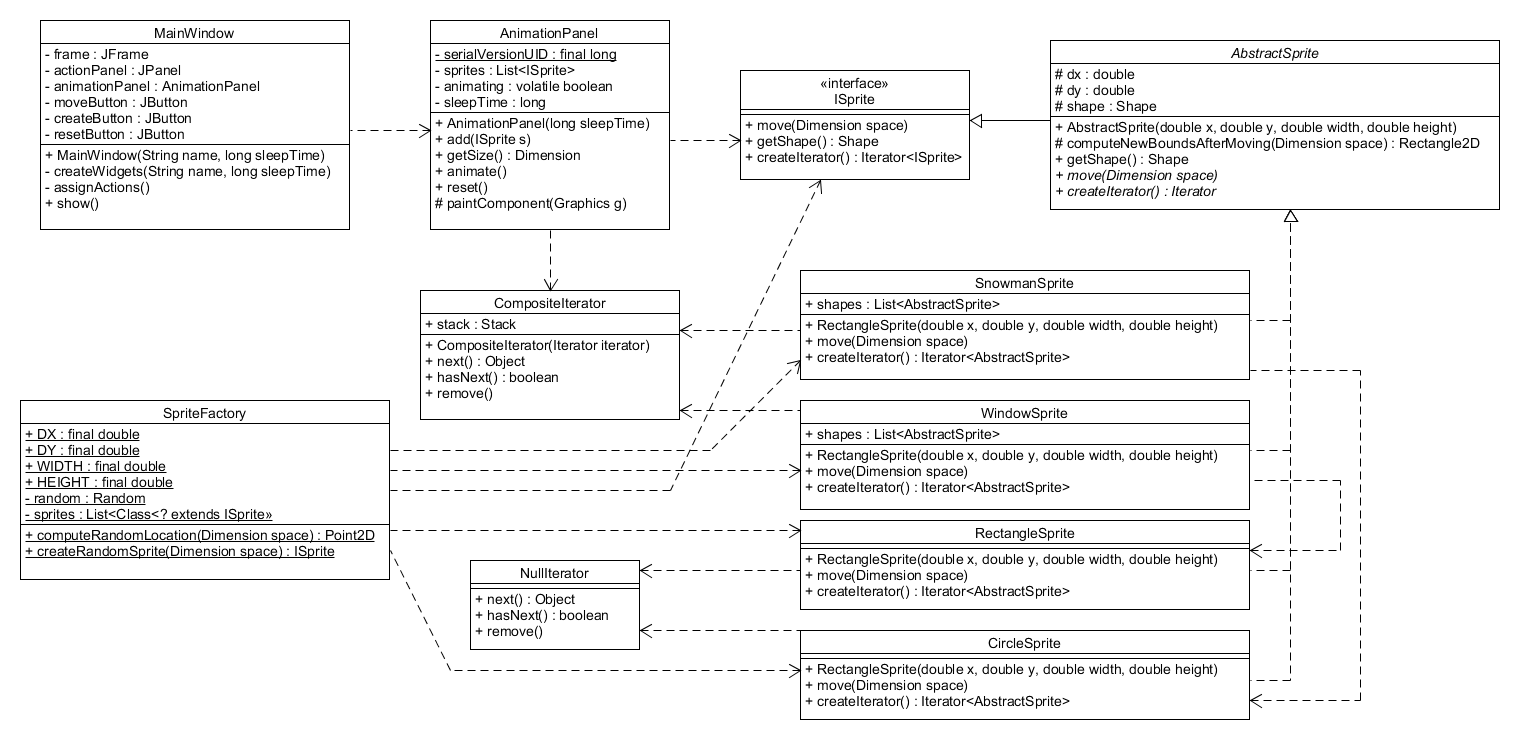 MainWindow
- frame : JFrame
- actionPanel : JPanel
- animationPanel : AnimationPanel
- moveButton : JButton
- createButton : JButton
- resetButton : JButton
+ MainWindow(String name, long sleepTime)
- createWidgets(String name, long sleepTime)
- assignActions()
+ show()
AnimationPanel
- serialVersionUID : final long
- sprites : List<ISprite>
- animating : volatile boolean
- sleepTime : long
+ AnimationPanel(long sleepTime)
+ add(ISprite s)
+ getSize() : Dimension
+ animate()
+ reset()
# paintComponent(Graphics g)
«interface»
ISprite
+ move(Dimension space)
+ getShape() : Shape
+ createIterator() : Iterator<ISprite>
AbstractSprite
# dx : double
# dy : double
# shape : Shape
+ AbstractSprite(double x, double y, double width, double height)
# computeNewBoundsAfterMoving(Dimension space) : Rectangle2D
+ getShape() : Shape
+ move(Dimension space)
+ createIterator() : Iterator
CompositeIterator
+ stack : Stack
+ CompositeIterator(Iterator iterator)
+ next() : Object
+ hasNext() : boolean
+ remove()
SnowmanSprite
+ shapes : List<AbstractSprite>
+ RectangleSprite(double x, double y, double width, double height)
+ move(Dimension space)
+ createIterator() : Iterator<AbstractSprite>
SpriteFactory
+ DX : final double
+ DY : final double
+ WIDTH : final double
+ HEIGHT : final double
- random : Random
- sprites : List<Class<? extends ISprite»
+ computeRandomLocation(Dimension space) : Point2D
+ createRandomSprite(Dimension space) : ISprite
WindowSprite
+ shapes : List<AbstractSprite>
+ RectangleSprite(double x, double y, double width, double height)
+ move(Dimension space)
+ createIterator() : Iterator<AbstractSprite>
RectangleSprite
+ RectangleSprite(double x, double y, double width, double height)
+ move(Dimension space)
+ createIterator() : Iterator<AbstractSprite>
NullIterator
+ next() : Object
+ hasNext() : boolean
+ remove()
CircleSprite
+ RectangleSprite(double x, double y, double width, double height)
+ move(Dimension space)
+ createIterator() : Iterator<AbstractSprite>